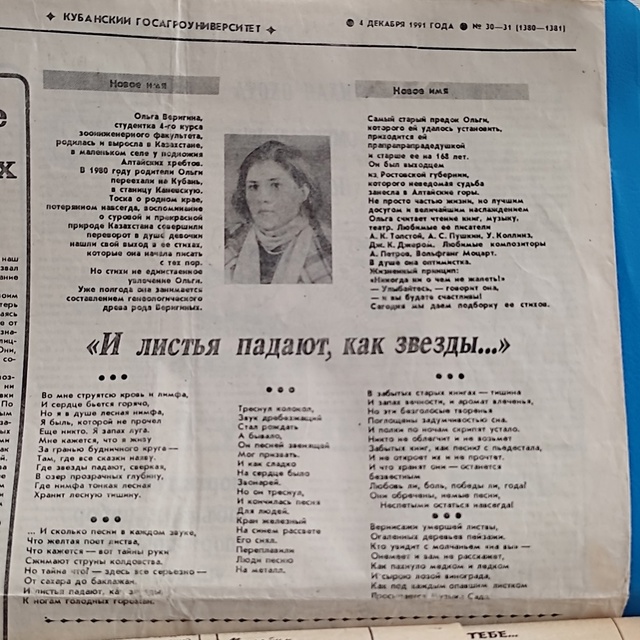 КУБАНСКИЙ ГОСАГРОУНИВЕРСИТЕТ
4 ДЕКАБРЯ 1991 ГОДА № 30—31 (1380—1381)
Новое имя
Ольга Веригина,
студентка 4-го курса
зооинженерного факультета,
родилась и выросла в Казахстане,
в маленьком селе у подножия
Алтайских хребтов.
В 1980 году родители Ольги
переехали на Кубань,
в станицу Каневскую.
Тоска о родном крае,
потерянном навсегда, воспоминание
о суровой и прекрасной
природе Казахстана совершили
переворот в душе девочки
нашли свой выход в ее стихах,
которые она начала писать
с тех пор.
Но стихи не единственное
увлечение Ольги.
Уже полгода она занимается
составлением генеологического
древа рода Веригиных.
Новое имя
Самый старый предок Ольги,
которого ей удалось установить,
приходится ей
прапрапрапрадедушкой
и старше ее на 168 лет.
Он был выходцем
из Ростовской губернии,
которого неведомая судьба
занесла в Алтайские горы.
Не просто частью жизни, но лучшим
досугом и величайшим наслаждением
Ольга считает чтение книг, музыку,
театр. Любимые ее писатели
А. К. Толстой, А. С. Пушкин, У. Коллинз,
Дж. К. Джером. Любимые композиторы
А. Петров, Вольфганг Моцарт.
В душе она оптимистка.
Жизненный принцип:
«Никогда ни о чем не жалеть!»
— Улыбайтесь, — говорит она,
— и вы будете счастливы!
Сегодня мы даем подборку ее стихов.
«И листья падают, как звезды...»
Во мне струятся кровь и лимфа,
И сердце бьется горячо,
Но я в душе лесная нимфа,
Я быль, которой не прочел
Еще никто. Я запах луга.
Мне кажется, что я живу
За гранью будничного круга —
Там, где все сказки наяву.
Где звезды падают, сверкая,
В озер прозрачных глубину,
Где нимфа тонкая лесная
Хранит лесную тишину.
... И сколько песни в каждом звуке,
Что желтая поет листва,
Что кажется — вот тайны руки
Сжимают струны колдовства.
Но тайна что? — здесь все серьезно —
От сахара до баклажан.
И листья падают, как
К ногам голодных горожан.
Треснул колокол,
Звук дребезжащий
Стал рождать
А бывало,
Он песней звенящей
Мог призвать.
И как сладко
На сердце было
Звонарей.
Но он треснул,
И кончилась песня
Для людей.
Кран железный
На синем рассвете
Его снял.
Переплавили
Люди песню
На металл.
В забытых старых книгах — тишина
И запах вечности, и аромат влеченья,
Но эти безголосые творенья
Поглощены задумчивостью сна.
И полки по ночам скрипят устало.
Никто не облегчит и не возьмет
Забытых книг, как песню с пьедестала,
И не откроет и не прочтет.
И что хранят они — останется
безвестным
Любовь ли, боль, победы ли, года!
Они обречены, немые песни,
Неспетыми остаться навсегда!
Вернисажи умершей листвы,
Оголенных деревьев пейзажи.
Кто увидит с молчаньем «на вы» —
Онемеет и вам не расскажет,
Как пахнуло медком и ледком
И сырою лозой винограда,
Как под каждым опавшим листком
ТЕБЕ...